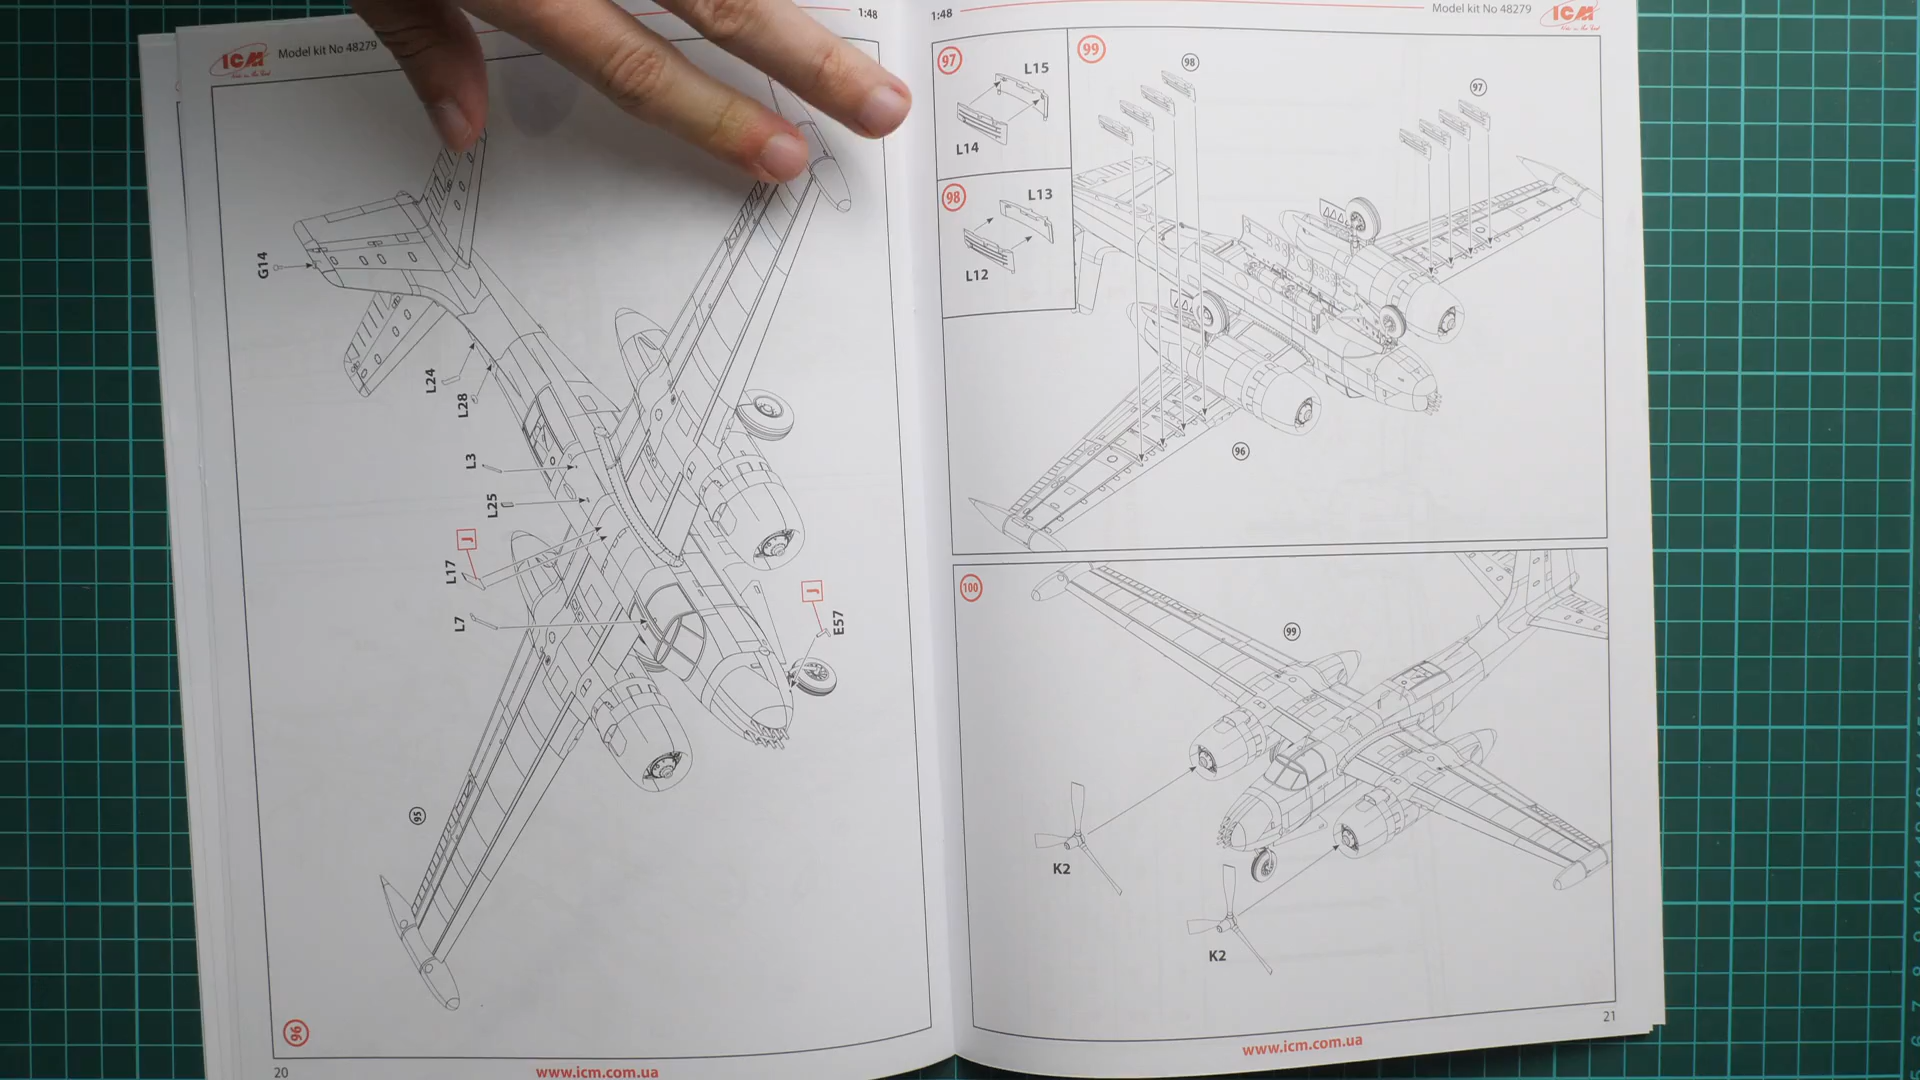 ICM
Model kit No 48279
1:48
G14
L24
L28
L3
L25
J
L17
L7
J
E57
95
96
20
www.icm.com.ua
1:48
Model kit No 48279
ICM
97
L15
L14
98
L13
L12
99
98
97
96
100
99
K2
K2
21
www.icm.com.ua